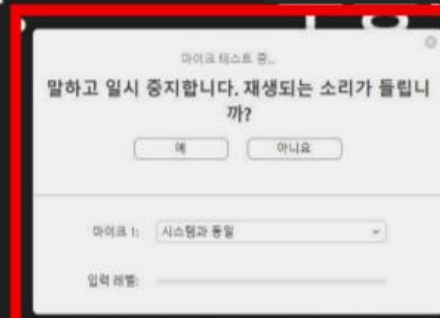 마이크 테스트 중...
말하고 일시 중지합니다. 재생되는 소리가 들립니
까?
예
아니요
마이크 1:
시스템과 동일
입력 레벨: